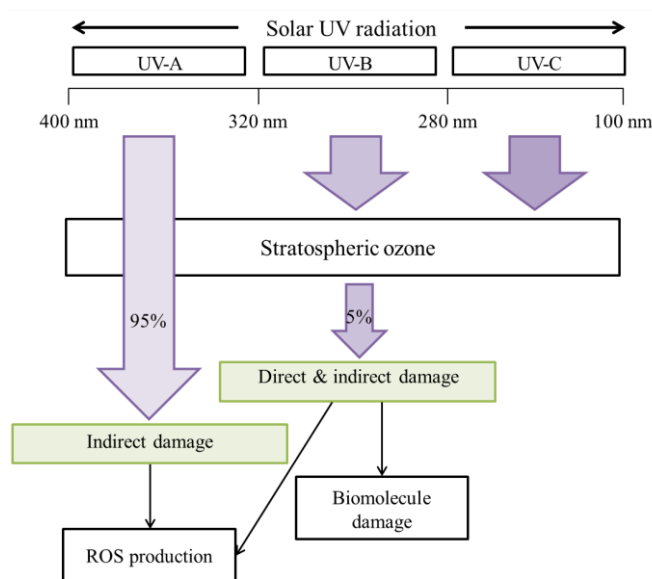 Solar UV radiation
UV-A
UV-B
UV-C
400 nm
320 nm
280 nm
100 nm
Stratospheric ozone
95%
5%
Direct & indirect damage
Indirect damage
Biomolecule
damage
ROS production